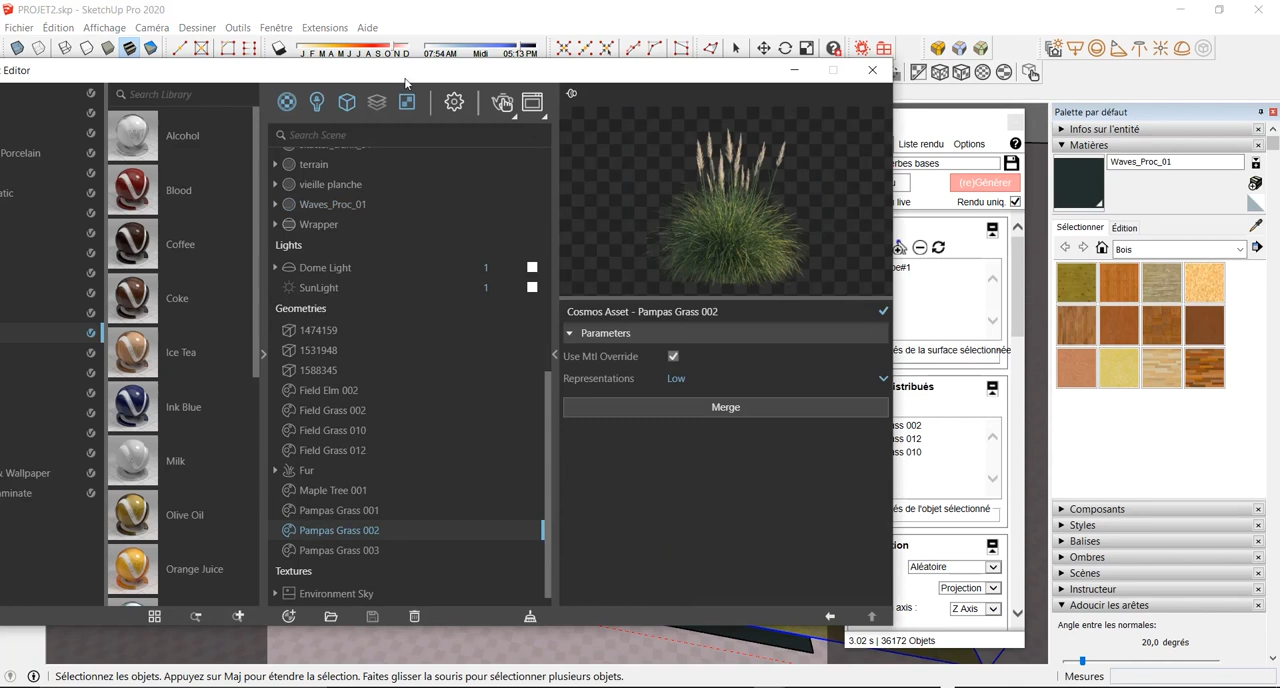 PROJET2.skp - SketchUp Pro 2020
Fichier Édition Affichage Caméra Dessiner Outils Fenêtre Extensions Aide
J F M A M J J A S O N D 07:54 AM Midi 05:13 PM
Editor
Search Library
Alcohol
Blood
Coffee
Coke
Ice Tea
Ink Blue
Milk
Olive Oil
Orange Juice
Porcelain
atic
& Wallpaper
aminate
Search Scene
terrain
vieille planche
Waves_Proc_01
Wrapper
Lights
Dome Light 1
SunLight 1
Geometries
1474159
1531948
1588345
Field Elm 002
Field Grass 002
Field Grass 010
Field Grass 012
Fur
Maple Tree 001
Pampas Grass 001
Pampas Grass 002
Pampas Grass 003
Textures
Environment Sky
Cosmos Asset - Pampas Grass 002
Parameters
Use Mtl Override
Representations Low
Merge
Liste rendu Options
erbes bases
(re)Générer
live Rendu uniq.
pe#1
és de la surface sélectionnée
istribués
ass 002
ass 012
ass 010
és de l'objet sélectionné
ion
Aléatoire
Projection
axis : Z Axis
3.02 s | 36172 Objets
Palette par défaut
Infos sur l'entité
Matières
Waves_Proc_01
Sélectionner Édition
Bois
Composants
Styles
Balises
Ombres
Scènes
Instructeur
Adoucir les arêtes
Angle entre les normales:
20,0 degrés
Sélectionnez les objets. Appuyez sur Maj pour étendre la sélection. Faites glisser la souris pour sélectionner plusieurs objets.
Mesures